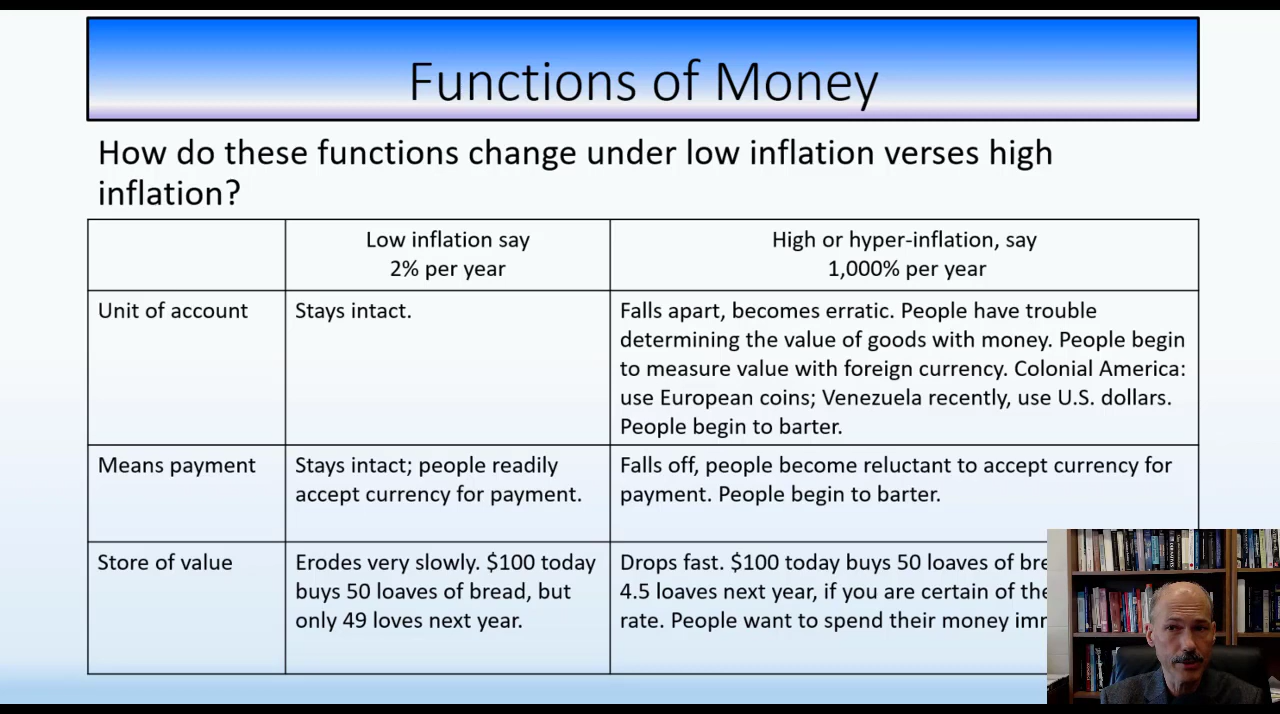 Functions of Money
How do these functions change under low inflation verses high
inflation?
Low inflation say
2% per year
High or hyper-inflation, say
1,000% per year
Unit of account
Stays intact.
Falls apart, becomes erratic. People have trouble
determining the value of goods with money. People begin
to measure value with foreign currency. Colonial America:
use European coins; Venezuela recently, use U.S. dollars.
People begin to barter.
Means payment
Stays intact; people readily
accept currency for payment.
Falls off, people become reluctant to accept currency for
payment. People begin to barter.
Store of value
Erodes very slowly. $100 today
buys 50 loaves of bread, but
only 49 loves next year.
Drops fast. $100 today buys 50 loaves of
4.5 loaves next year, if you are certain of
rate. People want to spend their money